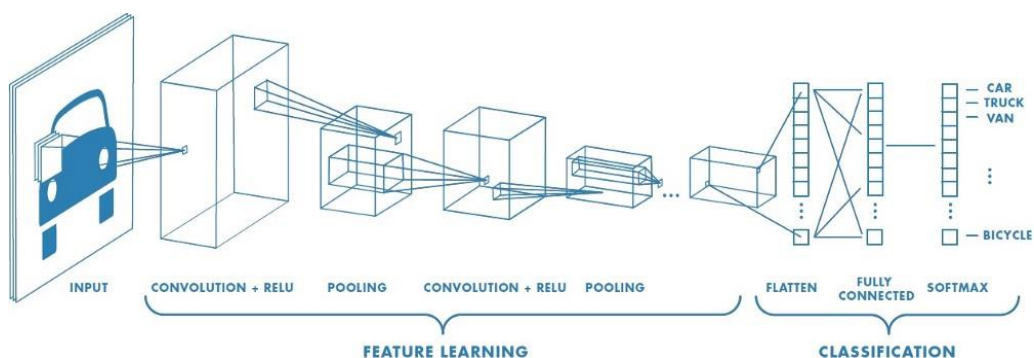 CAR
TRUCK
VAN
BICYCLE
INPUT
CONVOLUTION + RELU
POOLING
CONVOLUTION + RELU
POOLING
FLATTEN
FULLY
CONNECTED
SOFTMAX
FEATURE LEARNING
CLASSIFICATION